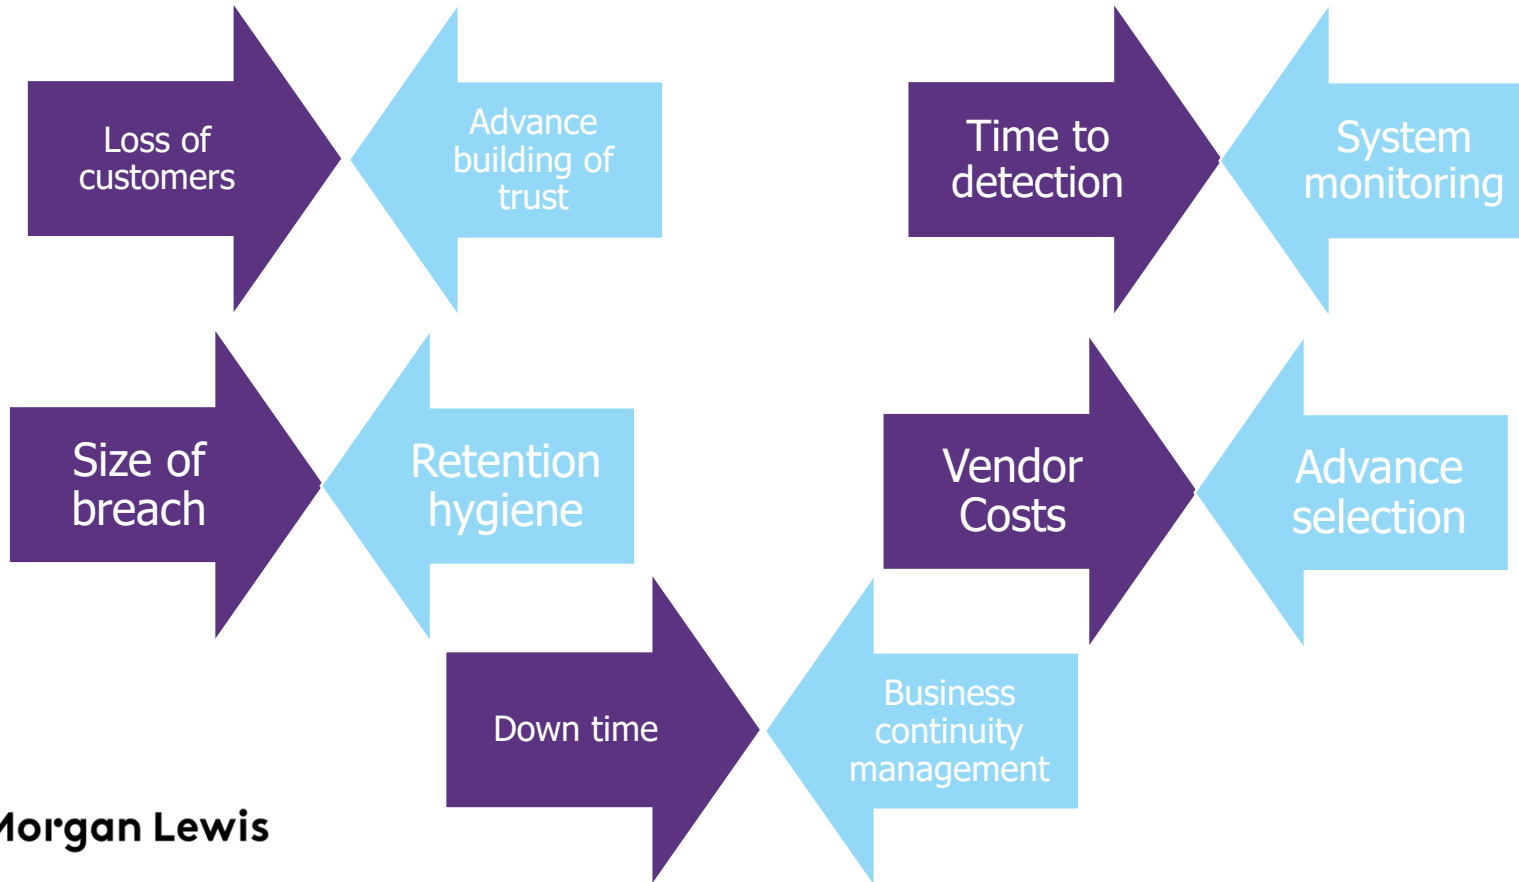 Loss of
customers
Advance
building of
trust
Time to
detection
System
monitoring
Size of
breach
Retention
hygiene
Vendor
Costs
Advance
selection
Down time
Business
continuity
management
Morgan Lewis